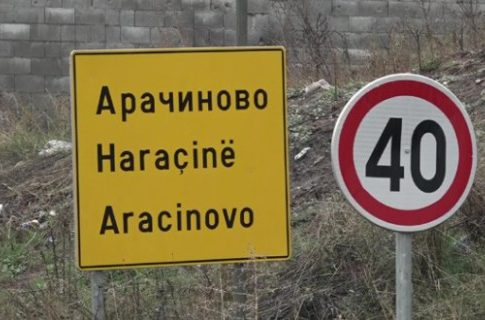 Арачиново
Haraçinë
Aracinovo
40